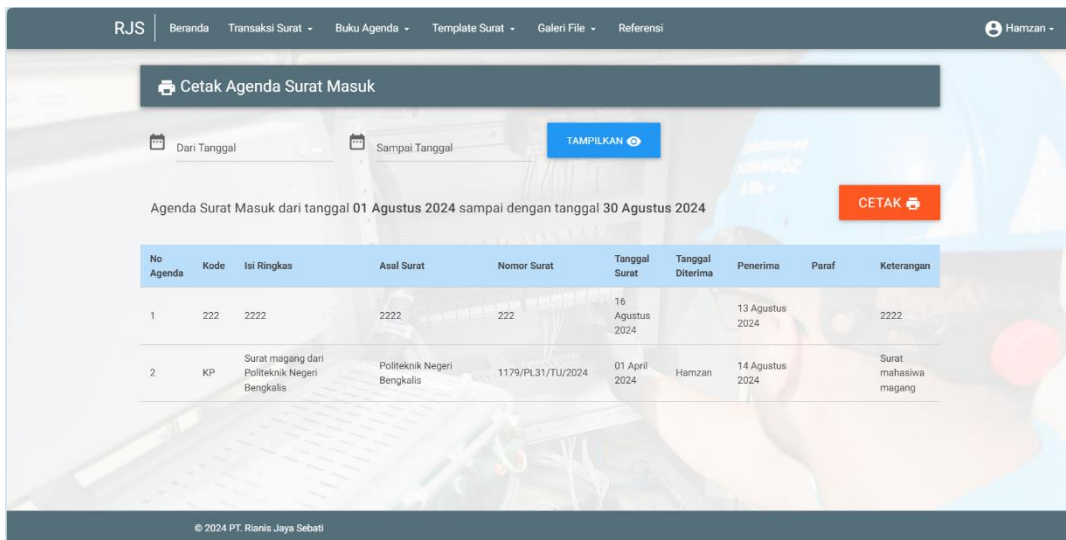 RJS Beranda Transaksi Surat Buku Agenda Template Surat Galeri File Referensi Hamzan
Cetak Agenda Surat Masuk
Dari Tanggal Sampai Tanggal TAMPILKAN
Agenda Surat Masuk dari tanggal 01 Agustus 2024 sampai dengan tanggal 30 Agustus 2024 CETAK
No Agenda Kode Isi Ringkas Asal Surat Nomor Surat Tanggal Surat Tanggal Diterima Penerima Paraf Keterangan
1 222 2222 2222 222 16 Agustus 2024 13 Agustus 2024 2222
2 KP Surat magang dari Politeknik Negeri Bengkalis Politeknik Negeri Bengkalis 1179/PL31/TU/2024 01 April 2024 Hamzan 14 Agustus 2024 Surat mahasiwa magang
© 2024 PT. Rianis Jaya Sebati